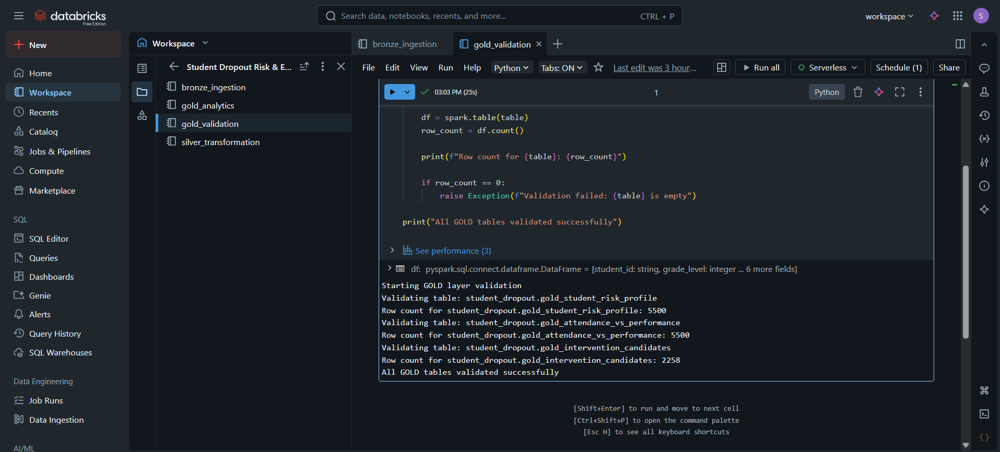 databricks
Free Edition
Search data, notebooks, recents, and more...
CTRL + P
workspace
S
New
Home
Workspace
Recents
Catalog
Jobs & Pipelines
Compute
Marketplace
SQL
SQL Editor
Queries
Dashboards
Genie
Alerts
Query History
SQL Warehouses
Data Engineering
Job Runs
Data Ingestion
AI/ML
Workspace
Student Dropout Risk & E...
bronze_ingestion
gold_analytics
gold_validation
silver_transformation
bronze_ingestion
gold_validation
File Edit View Run Help Python Tabs: ON Last edit was 3 hour... Run all Serverless Schedule (1) Share
03:03 PM (25s)
1
Python
df = spark.table(table)
row_count = df.count()
print(f"Row count for {table}: {row_count}")
if row_count == 0:
raise Exception(f"Validation failed: {table} is empty")
print("All GOLD tables validated successfully")
See performance (3)
df: pyspark.sql.connect.dataframe.DataFrame = [student_id: string, grade_level: integer ... 6 more fields]
Starting GOLD layer validation
Validating table: student_dropout.gold_student_risk_profile
Row count for student_dropout.gold_student_risk_profile: 5500
Validating table: student_dropout.gold_attendance_vs_performance
Row count for student_dropout.gold_attendance_vs_performance: 5500
Validating table: student_dropout.gold_intervention_candidates
Row count for student_dropout.gold_intervention_candidates: 2258
All GOLD tables validated successfully
[Shift+Enter] to run and move to next cell
[Ctrl+Shift+P] to open the command palette
[Esc H] to see all keyboard shortcuts